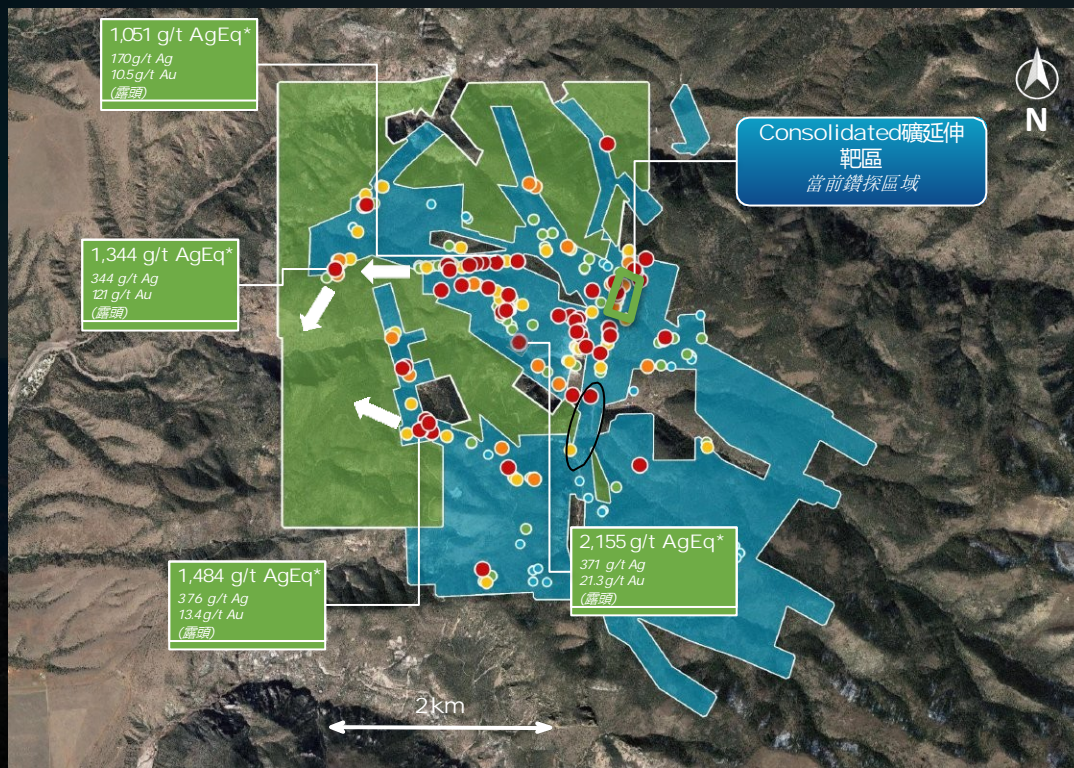 1,051 g/t AgEq*
170g/t Ag
10.5g/t Au
(露頭)
N
Consolidated礦延伸
靶區
當前鑽探區域
1,344 g/t AgEq*
344 g/t Ag
121 g/t Au
(露頭)
2,155 g/t AgEq*
371 g/t Ag
21.3g/t Au
(露頭)
1,484 g/t AgEq*
376 g/t Ag
13.4g/t Au
(露頭)
2km